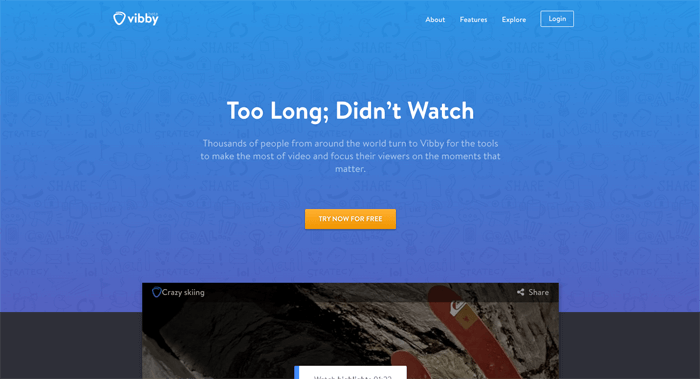 vibby
About Features Explore Login
Too Long; Didn't Watch
Thousands of people from around the world turn to Vibby for the tools
to make the most of video and focus their viewers on the moments that
matter.
TRY NOW FOR FREE
Crazy skiing
Share